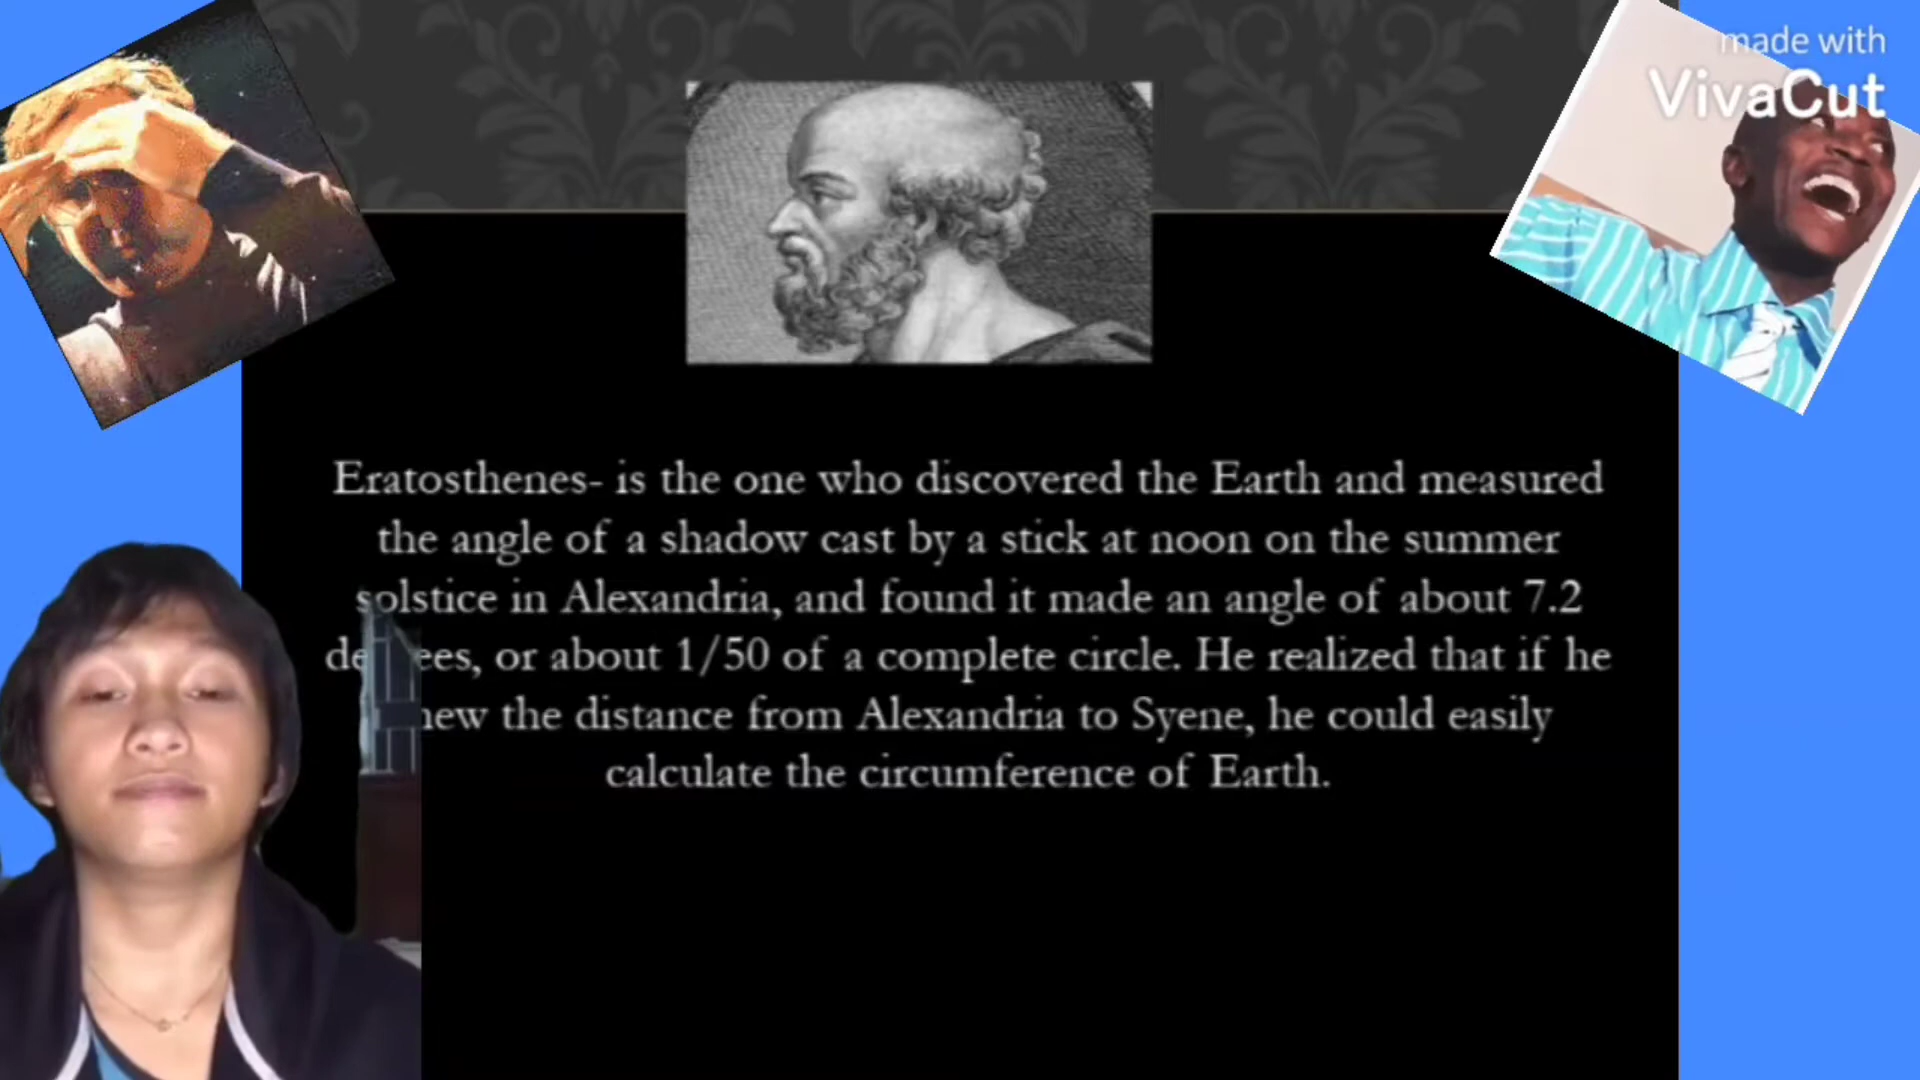 made with
VivaCut
Eratosthenes- is the one who discovered the Earth and measured
the angle of a shadow cast by a stick at noon on the summer
solstice in Alexandria, and found it made an angle of about 7.2
or about 1/50 of a complete circle. He realized that if he
the distance from Alexandria to Syene, he could easily
calculate the circumference of Earth.